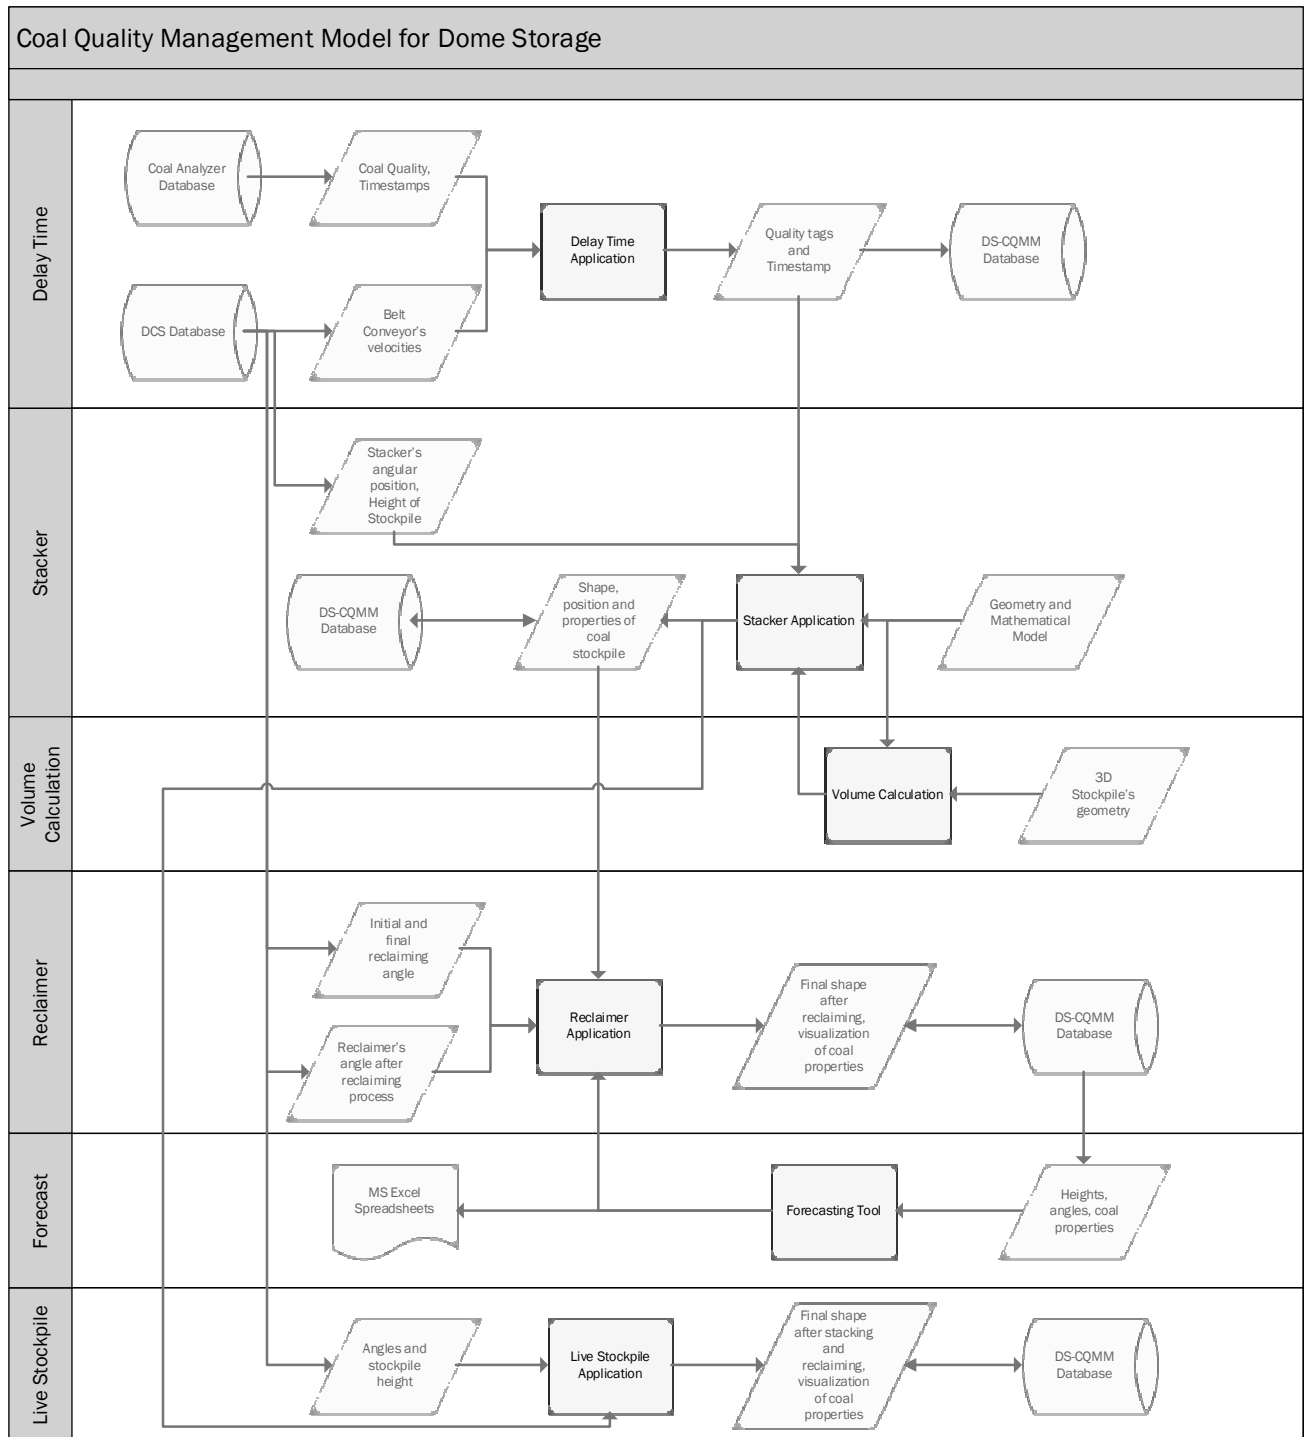 Coal Quality Management Model for Dome Storage
Delay Time
Coal Analyzer
Database
Coal Quality,
Timestamps
Delay Time
Application
Quality tags
and
Timestamp
DS-CQMM
Database
DCS Database
Belt
Conveyor's
velocities
Stacker
Stacker's
angular
position,
Height of
Stockpile
DS-CQMM
Database
Shape,
position and
properties of
coal
stockpile
Stacker Application
Geometry and
Mathematical
Model
Volume
Calculation
Volume Calculation
3D
Stockpile's
geometry
Reclaimer
Initial and
final
reclaiming
angle
Reclaimer's
angle after
reclaiming
process
Reclaimer
Application
Final shape
after
reclaiming,
visualization
of coal
properties
DS-CQMM
Database
Forecast
MS Excel
Spreadsheets
Forecasting Tool
Heights,
angles, coal
properties
Live Stockpile
Angles and
stockpile
height
Live Stockpile
Application
Final shape
after stacking
and
reclaiming,
visualization
of coal
properties
DS-CQMM
Database